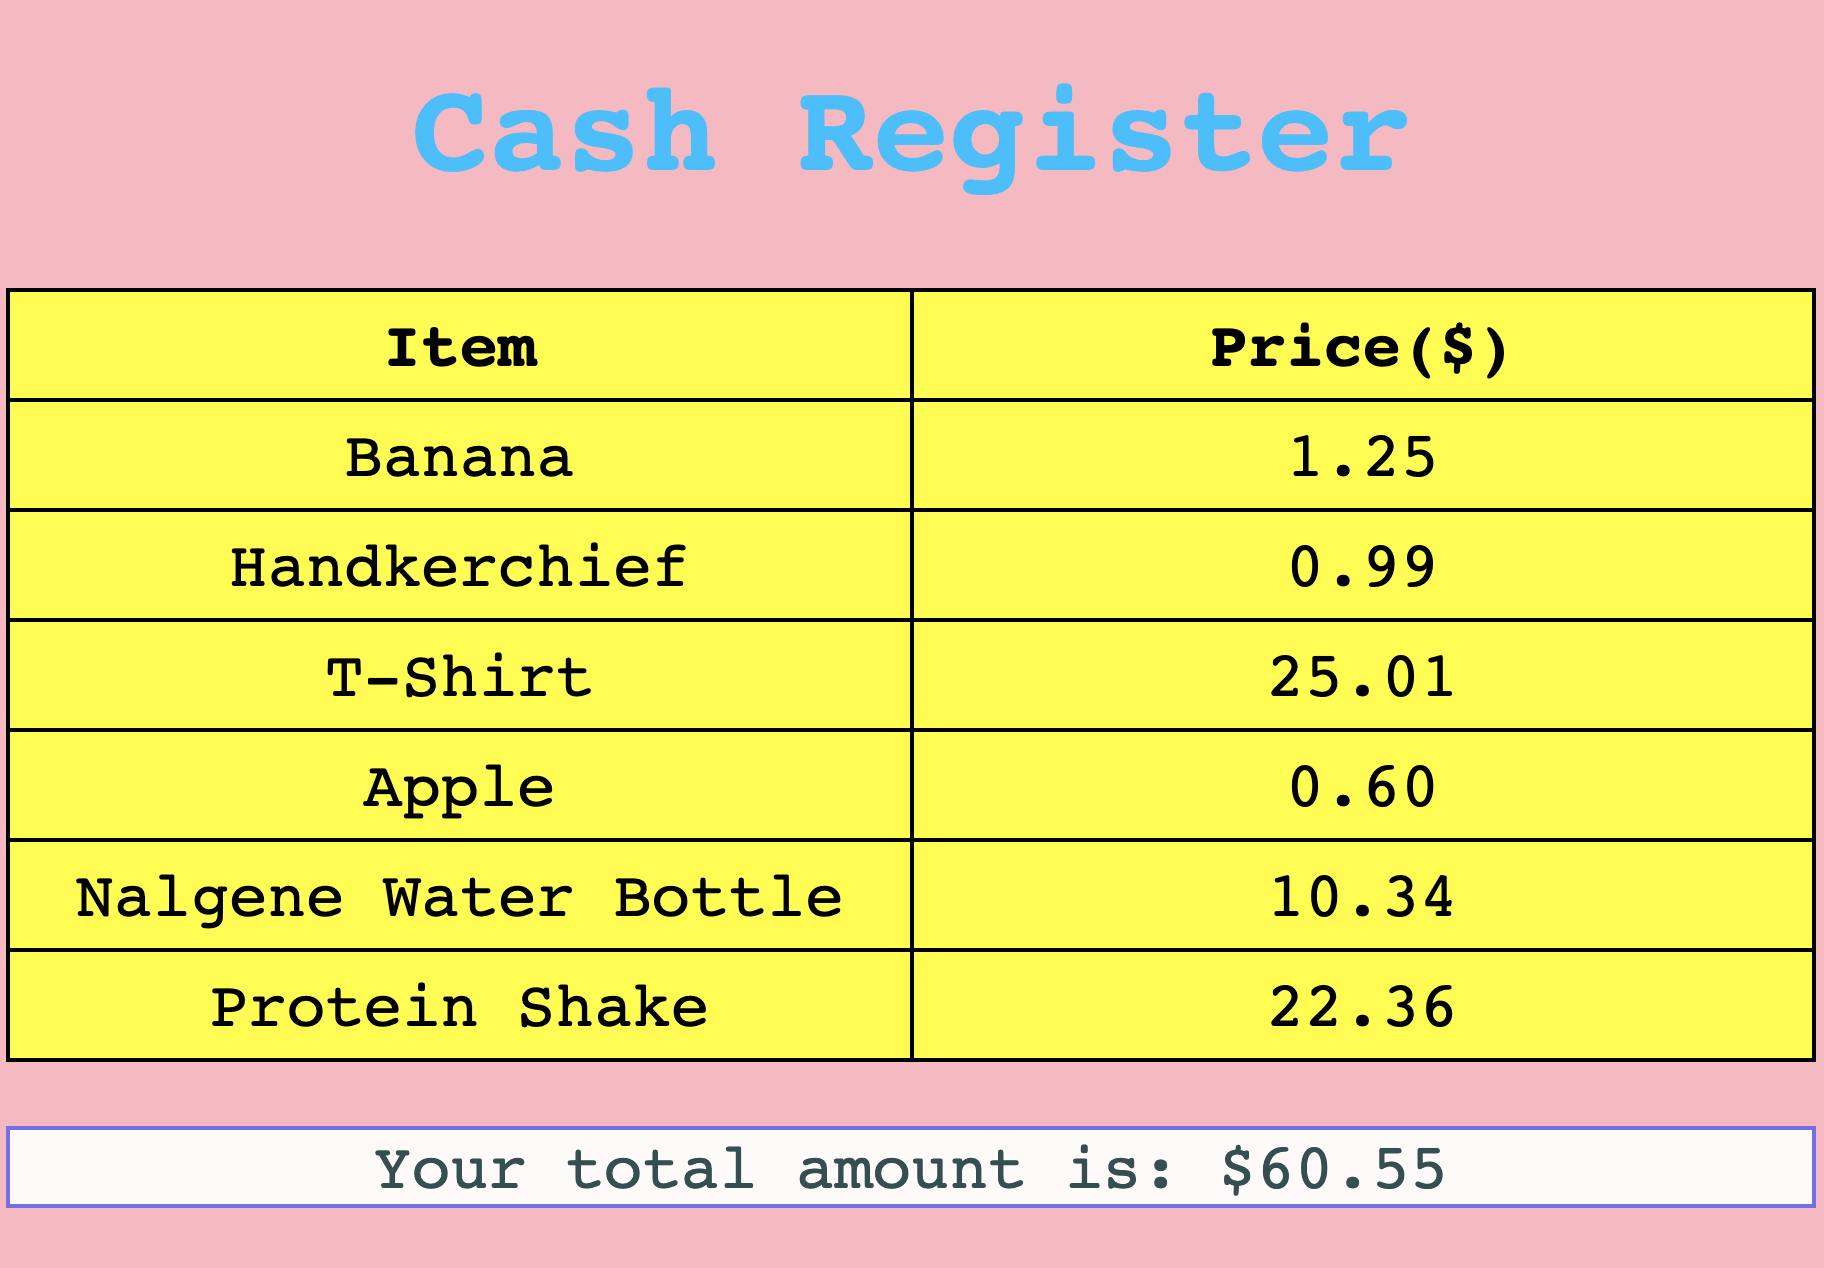 Cash Register
Item Price($)
Banana 1.25
Handkerchief 0.99
T-Shirt 25.01
Apple 0.60
Nalgene Water Bottle 10.34
Protein Shake 22.36
Your total amount is: $60.55